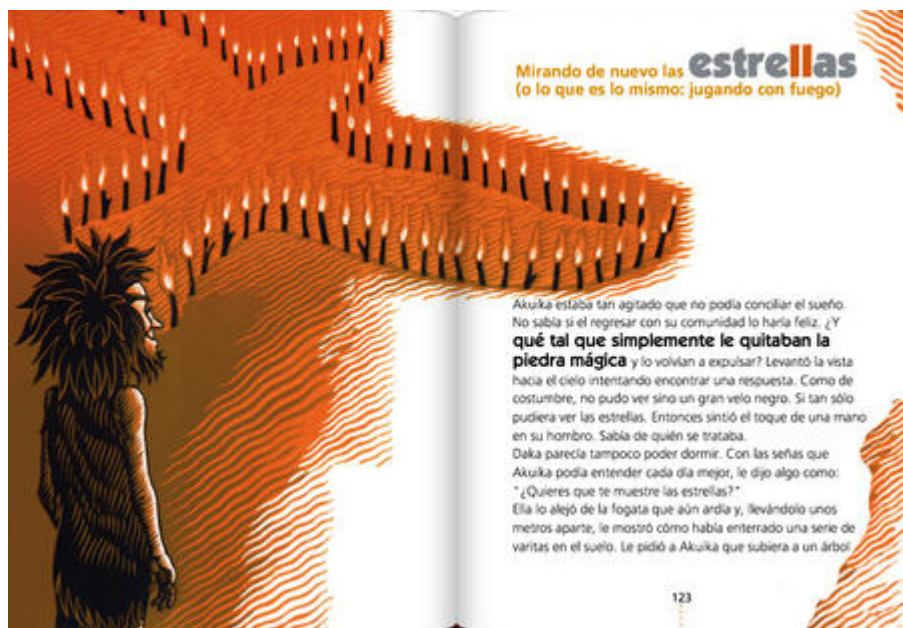 Mirando de nuevo las estrellas
(o lo que es lo mismo: jugando con fuego)
Akuika estaba tan agitado que no podía conciliar el sueño.
No sabía si el regresar con su comunidad lo haría feliz. ¿Y
qué tal que simplemente le quitaban la
piedra mágica y lo volvían a expulsar? Levantó la vista
hacia el cielo intentando encontrar una respuesta. Como de
costumbre, no pudo ver sino un gran velo negro. Si tan sólo
pudiera ver las estrellas. Entonces sintió el toque de una mano
en su hombro. Sabía de quién se trataba.
Daka parecía tampoco poder dormir. Con las señas que
Akuika podía entender cada día mejor, le dijo algo como:
"¿Quieres que te muestre las estrellas?"
Ella lo alejó de la fogata que aún ardía y, llevándolo unos
metros aparte, le mostró cómo había enterrado una serie de
varitas en el suelo. Le pidió a Akuika que subiera a un árbol
123